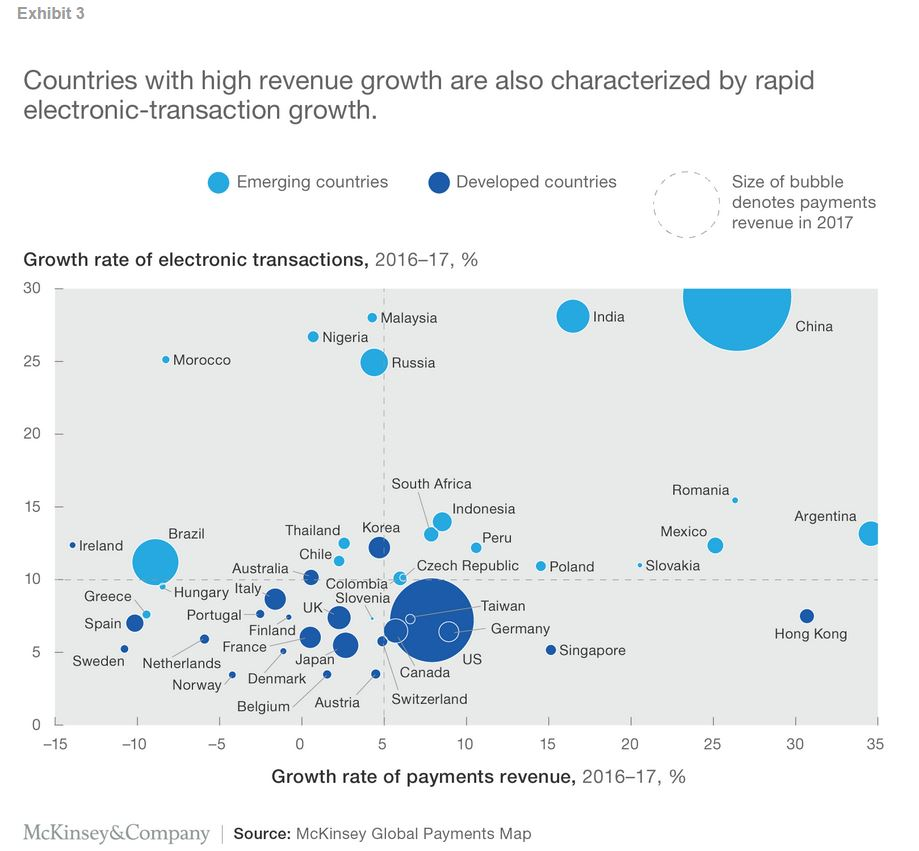 Exhibit 3
Countries with high revenue growth are also characterized by rapid
electronic-transaction growth.
Emerging countries
Developed countries
Size of bubble
denotes payments
revenue in 2017
Growth rate of electronic transactions, 2016–17, %
30
Malaysia
India
China
Nigeria
Morocco
Russia
25
20
South Africa
Romania
15
Indonesia
Argentina
Ireland
Brazil
Thailand
Korea
Peru
Mexico
Chile
Australia
Czech Republic
Poland
Slovakia
10
Colombia
Hungary
Italy
Slovenia
Greece
UK
Taiwan
Portugal
Spain
Finland
Germany
Hong Kong
France
Singapore
5
Sweden
Netherlands
Japan
US
Canada
Norway
Denmark
Belgium
Austria
Switzerland
0
–15
–10
–5
0
5
10
15
20
25
30
35
Growth rate of payments revenue, 2016–17, %
McKinsey&Company | Source: McKinsey Global Payments Map